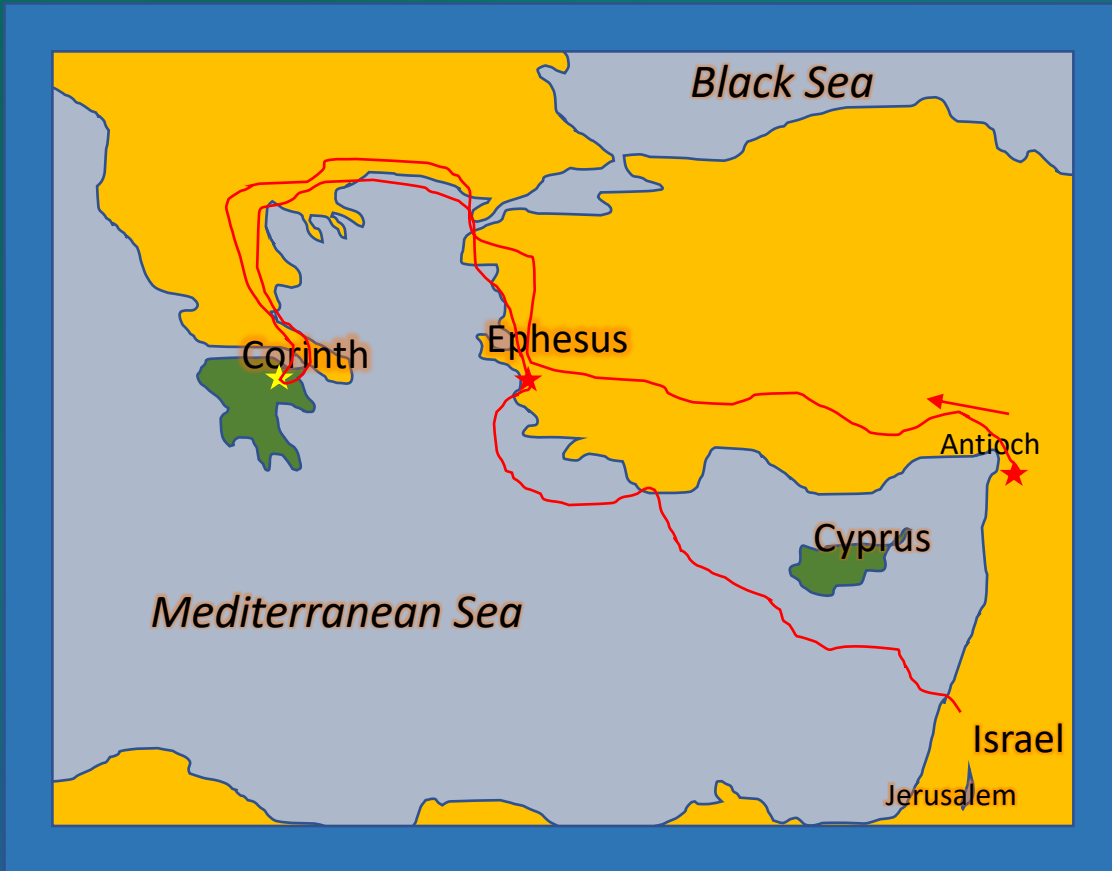 Black Sea
Ephesus
Corinth
Antioch
Cyprus
Mediterranean Sea
Israel
Jerusalem